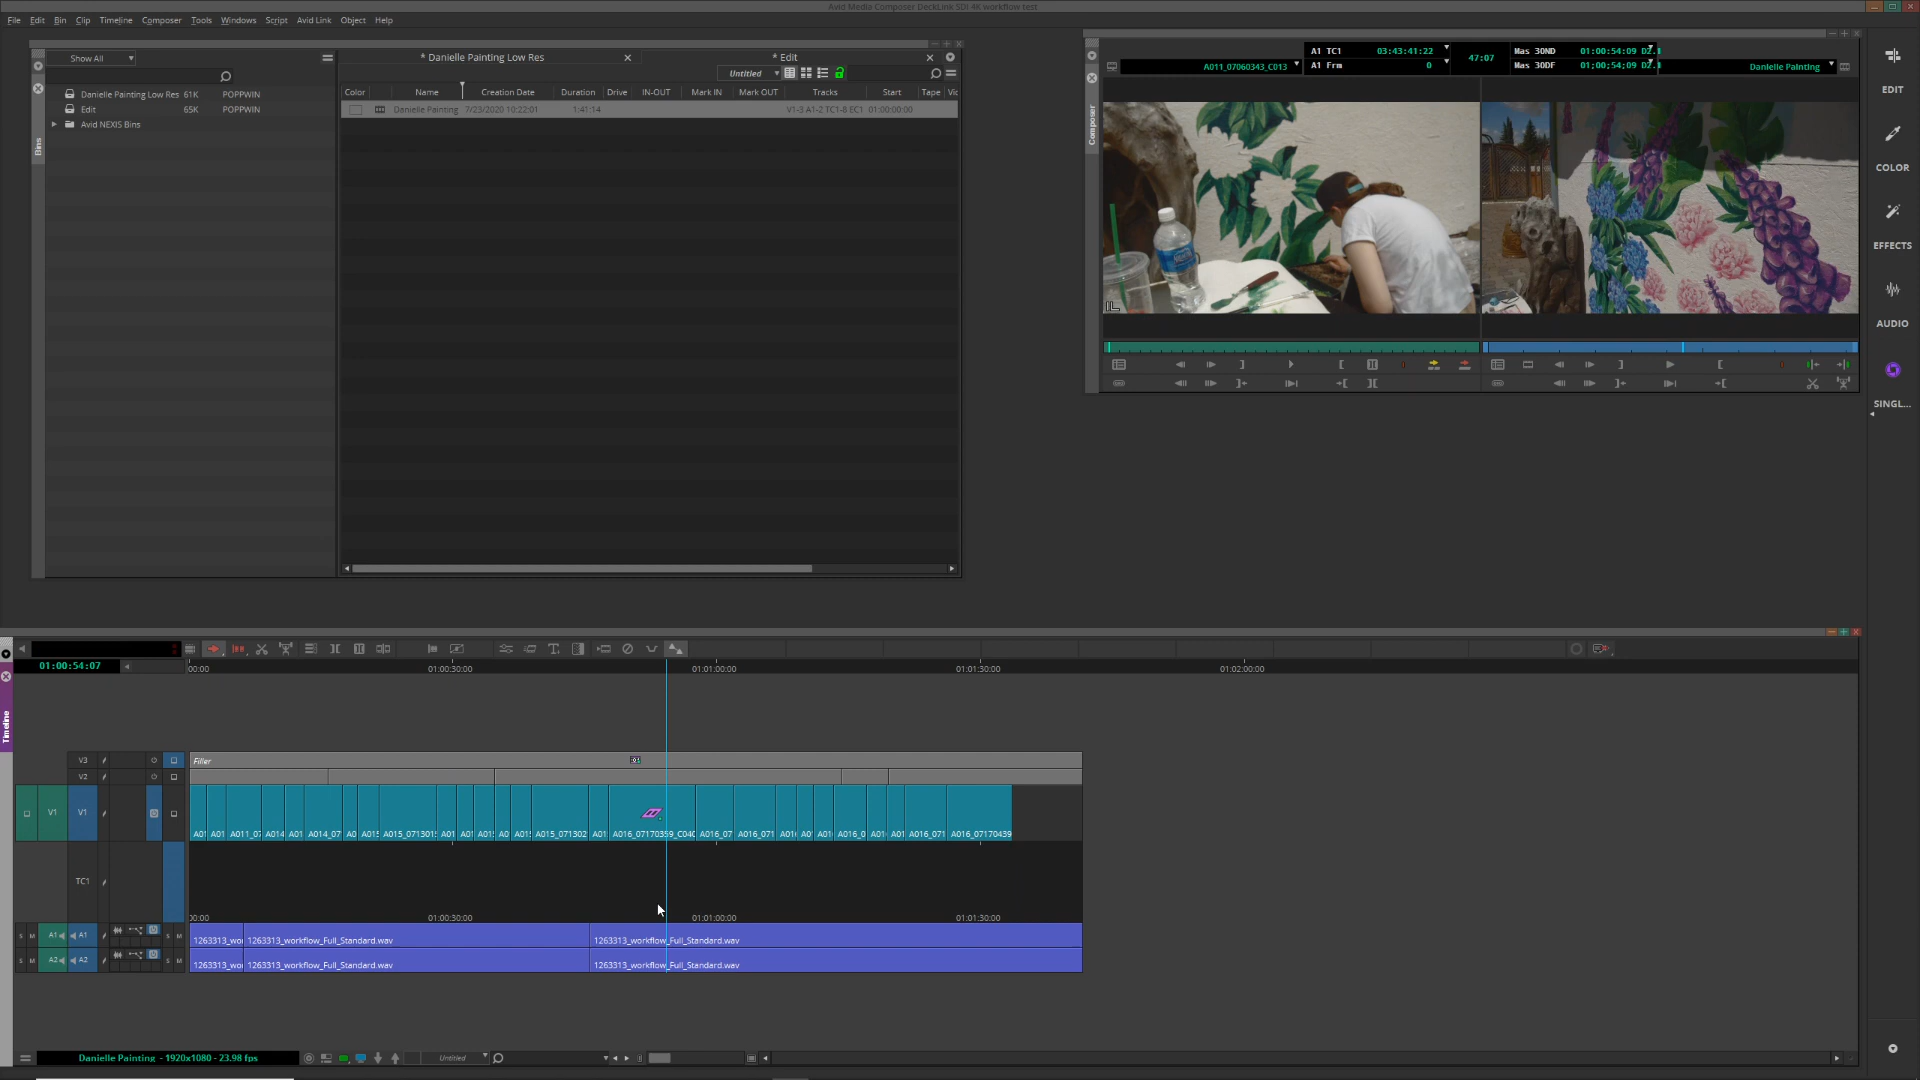 Avid Media Composer DeckLink SDI 4K workflow test
File Edit Bin Clip Timeline Composer Tools Windows Script Avid Link Object Help
Show All
Danielle Painting Low Res 61K POPPWIN
Edit 65K POPPWIN
Avid NEXIS Bins
Bins
* Danielle Painting Low Res
* Edit
Untitled
Color Name Creation Date Duration Drive IN-OUT Mark IN Mark OUT Tracks Start Tape
Danielle Painting 7/23/2020 10:22:01 1:41:14 V1-3 A1-2 TC1-8 EC1 01:00:00:00
Composer
A1 TC1 03:43:41:22
A1 Frm 0
47:07
Mas 30ND 01:00:54:09
Mas 30DF 01;00;54;09
A011_07060343_C013
Danielle Painting
EDIT
COLOR
EFFECTS
AUDIO
SINGL...
Timeline
01:00:54:07
00:00 01:00:30:00 01:01:00:00 01:01:30:00 01:02:00:00
V3 Filler
V2
V1 V1
A01 A01 A011_07 A014 A01 A014_07 A0 A015 A015_071301 A01 A01 A015 A0 A015 A015_071302 A01 A016_07170359_C040 A016_07 A016_071 A016 A01 A01 A016_0 A01 A01 A016_071 A016_07170439
TC1
00:00 01:00:30:00 01:01:00:00 01:01:30:00
S M A1 A1 S M
1263313_wo 1263313_workflow_Full_Standard.wav 1263313_workflow_Full_Standard.wav
S M A2 A2 S M
1263313_wo 1263313_workflow_Full_Standard.wav 1263313_workflow_Full_Standard.wav
Danielle Painting - 1920x1080 - 23.98 fps
Untitled